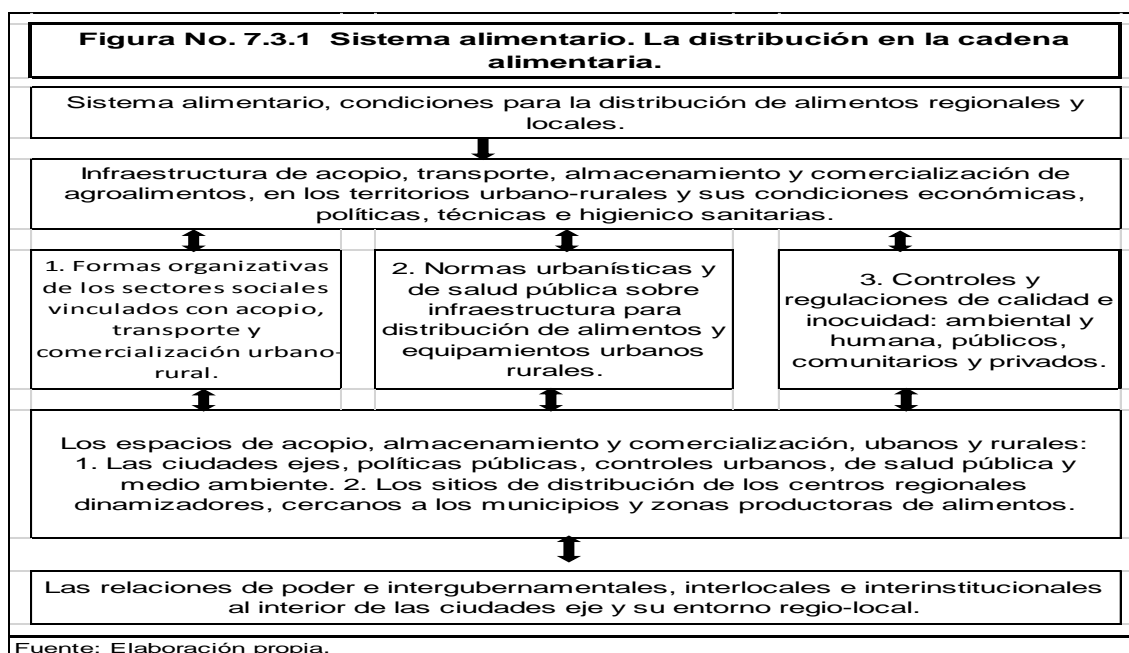 Figura No. 7.3.1  Sistema alimentario. La distribución en la cadena
alimentaria.
Sistema alimentario, condiciones para la distribución de alimentos regionales y
locales.
Infraestructura de acopio, transporte, almacenamiento y comercialización de
agroalimentos, en los territorios urbano-rurales y sus condiciones económicas,
políticas, técnicas e higienico sanitarias.
1. Formas organizativas
de los sectores sociales
vinculados con acopio,
transporte y
comercialización urbano-
rural.
2. Normas urbanísticas y
de salud pública sobre
infraestructura para
distribución de alimentos y
equipamientos urbanos
rurales.
3. Controles y
regulaciones de calidad e
inocuidad: ambiental y
humana, públicos,
comunitarios y privados.
Los espacios de acopio, almacenamiento y comercialización, ubanos y rurales:
1. Las ciudades ejes, políticas públicas, controles urbanos, de salud pública y
medio ambiente. 2. Los sitios de distribución de los centros regionales
dinamizadores, cercanos a los municipios y zonas productoras de alimentos.
Las relaciones de poder e intergubernamentales, interlocales e interinstitucionales
al interior de las ciudades eje y su entorno regio-local.
Fuente: Elaboración propia.